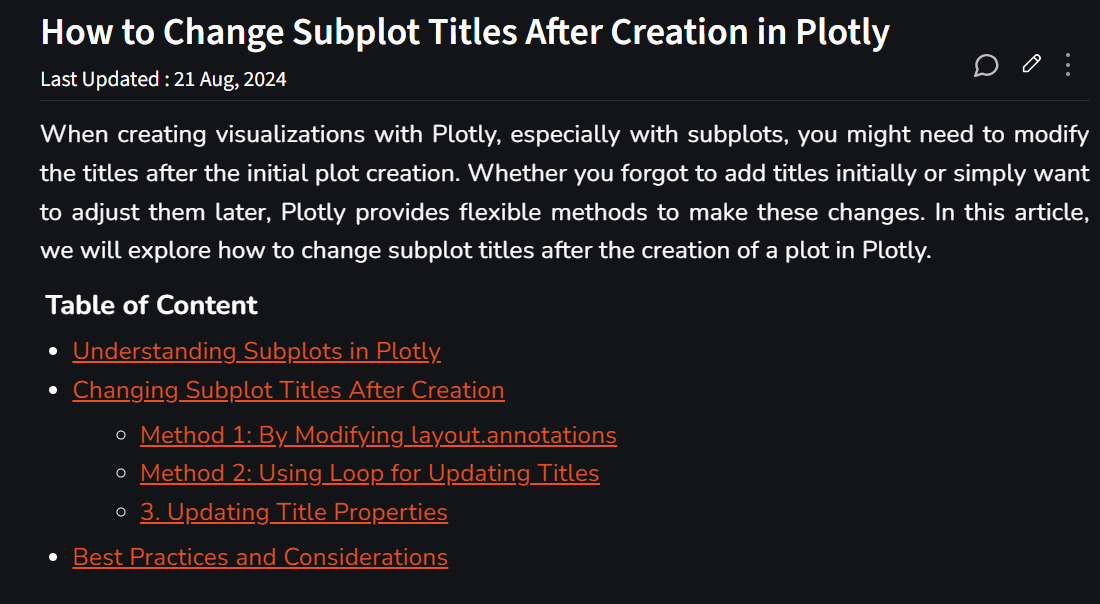 How to Change Subplot Titles After Creation in Plotly
Last Updated : 21 Aug, 2024
When creating visualizations with Plotly, especially with subplots, you might need to modify
the titles after the initial plot creation. Whether you forgot to add titles initially or simply want
to adjust them later, Plotly provides flexible methods to make these changes. In this article,
we will explore how to change subplot titles after the creation of a plot in Plotly.
Table of Content
Understanding Subplots in Plotly
Changing Subplot Titles After Creation
Method 1: By Modifying layout.annotations
Method 2: Using Loop for Updating Titles
3. Updating Title Properties
Best Practices and Considerations